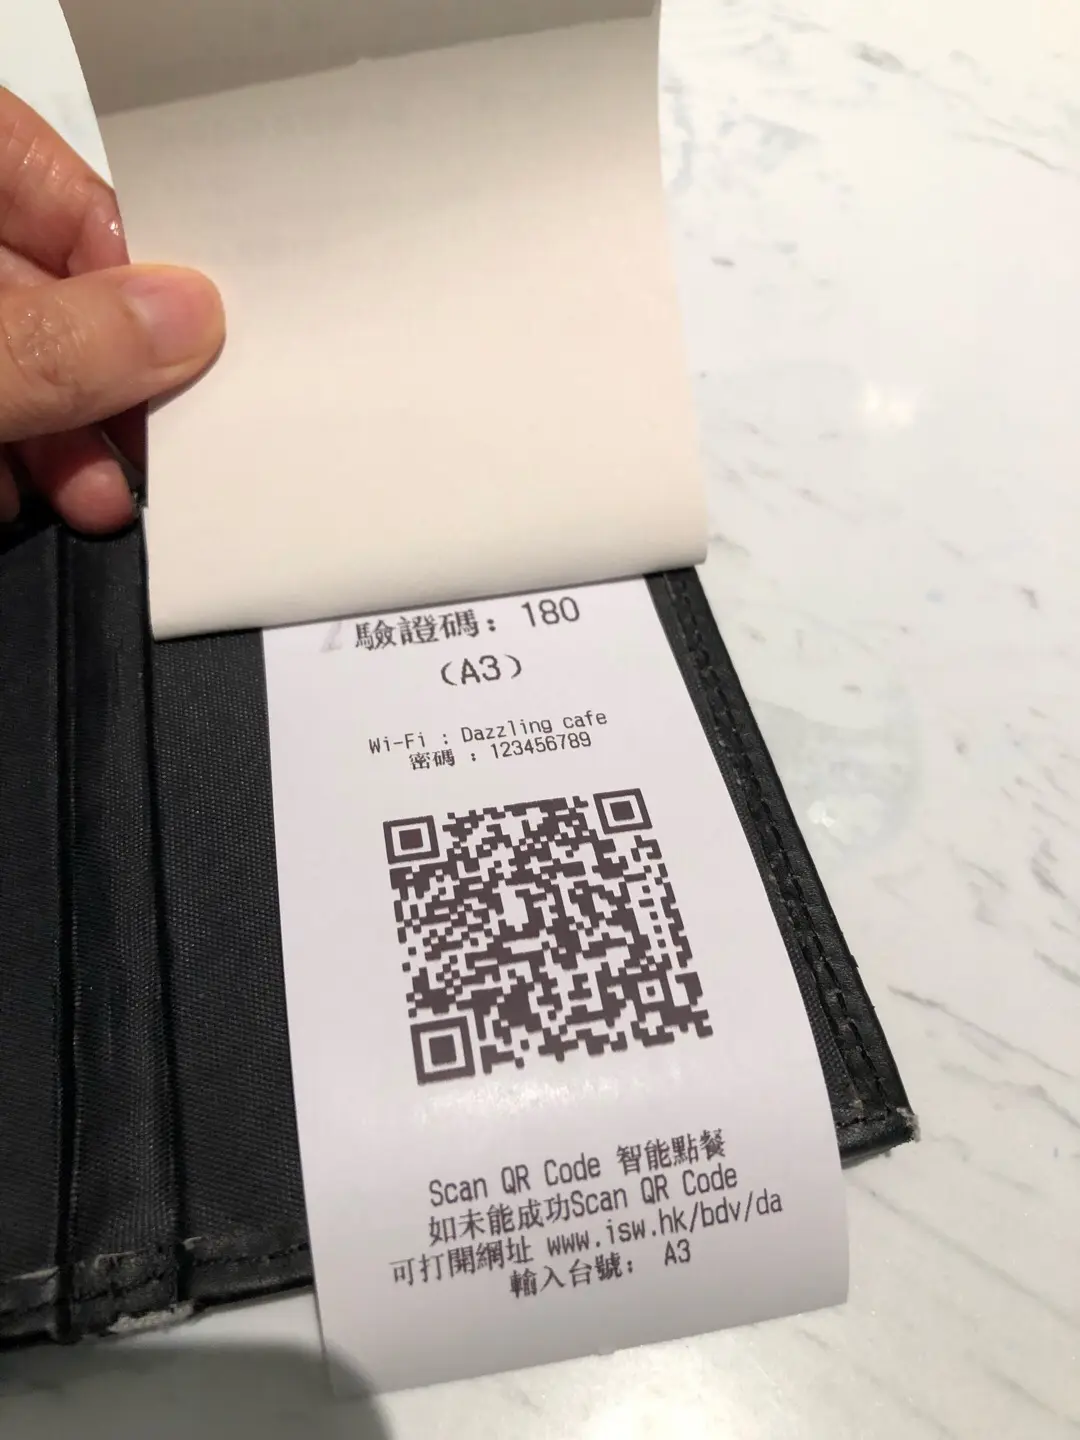 驗證碼: 180
(A3)
Wi-Fi : Dazzling cafe
密碼 : 123456789
Scan QR Code 智能點餐
如未能成功Scan QR Code
可打開網址 www.isw.hk/bdv/da
輸入台號: A3